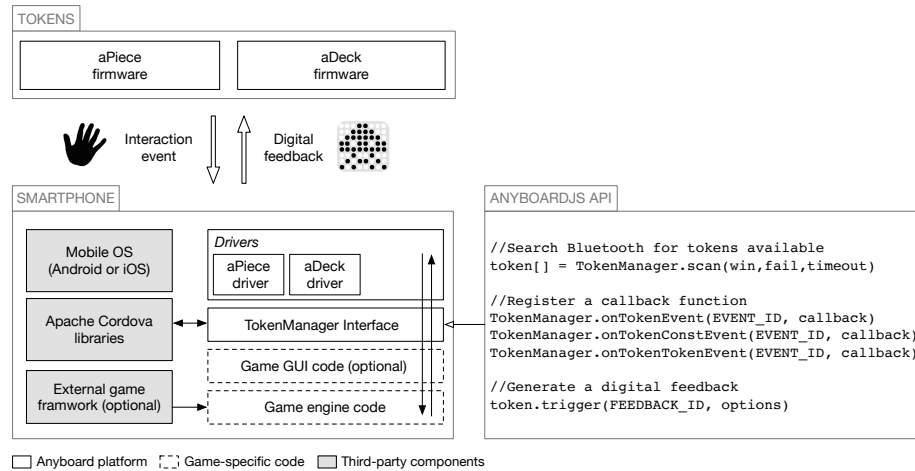 TOKENS
aPiece
firmware
aDeck
firmware
Interaction
event
Digital
feedback
SMARTPHONE
Mobile OS
(Android or iOS)
Apache Cordova
libraries
External game
framwork (optional)
Drivers
aPiece
driver
aDeck
driver
TokenManager Interface
Game GUI code (optional)
Game engine code
ANYBOARDJS API
//Search Bluetooth for tokens available
token[] = TokenManager.scan(win,fail,timeout)
//Register a callback function
TokenManager.onTokenEvent(EVENT_ID, callback)
TokenManager.onTokenConstEvent(EVENT_ID, callback)
TokenManager.onTokenTokenEvent(EVENT_ID, callback)
//Generate a digital feedback
token.trigger(FEEDBACK_ID, options)
Anyboard platform
Game-specific code
Third-party components